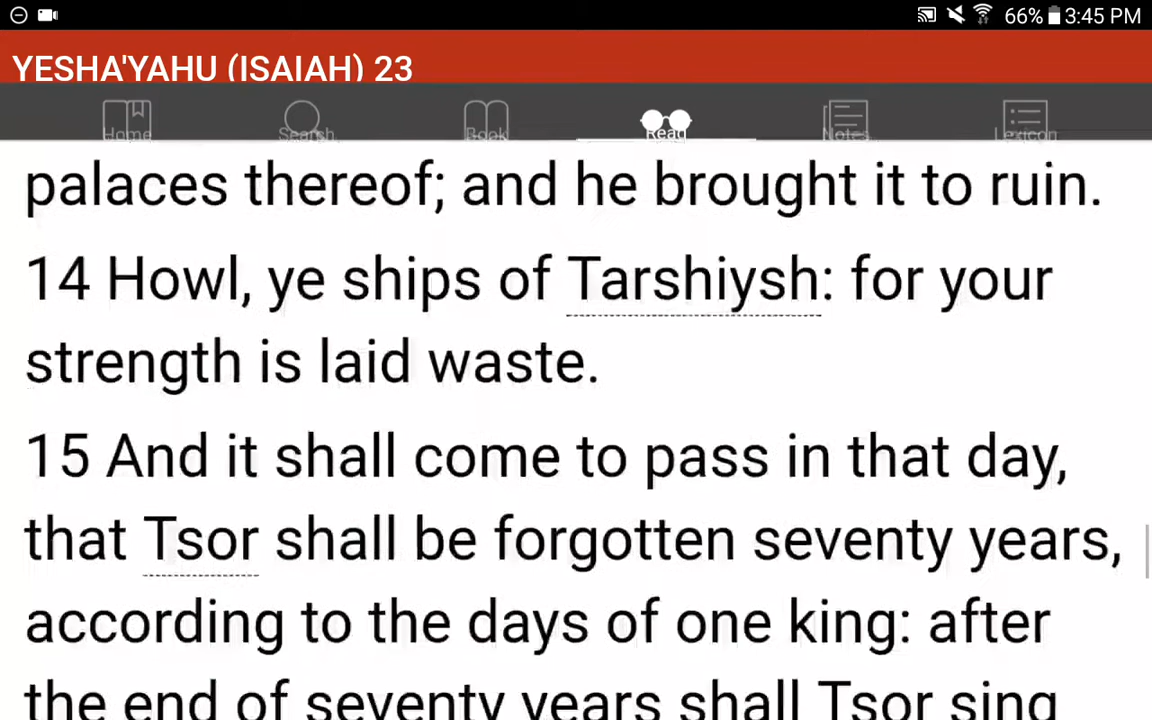 66% 3:45 PM
YESHA'YAHU (ISAIAH) 23
Home Search Book Read Notes Lexicon
palaces thereof; and he brought it to ruin.
14 Howl, ye ships of Tarshiysh: for your
strength is laid waste.
15 And it shall come to pass in that day,
that Tsor shall be forgotten seventy years,
according to the days of one king: after
the end of seventy years shall Tsor sing